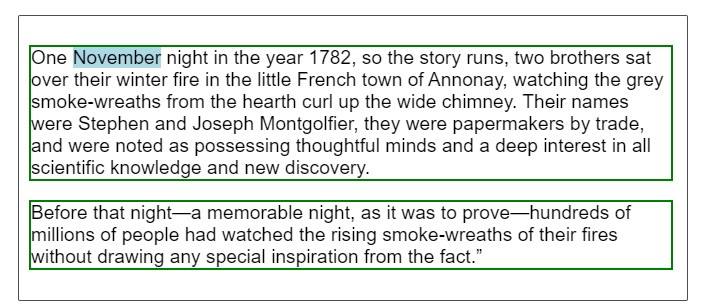 One November night in the year 1782, so the story runs, two brothers sat
over their winter fire in the little French town of Annonay, watching the grey
smoke-wreaths from the hearth curl up the wide chimney. Their names
were Stephen and Joseph Montgolfier, they were papermakers by trade,
and were noted as possessing thoughtful minds and a deep interest in all
scientific knowledge and new discovery.
Before that night—a memorable night, as it was to prove—hundreds of
millions of people had watched the rising smoke-wreaths of their fires
without drawing any special inspiration from the fact.”